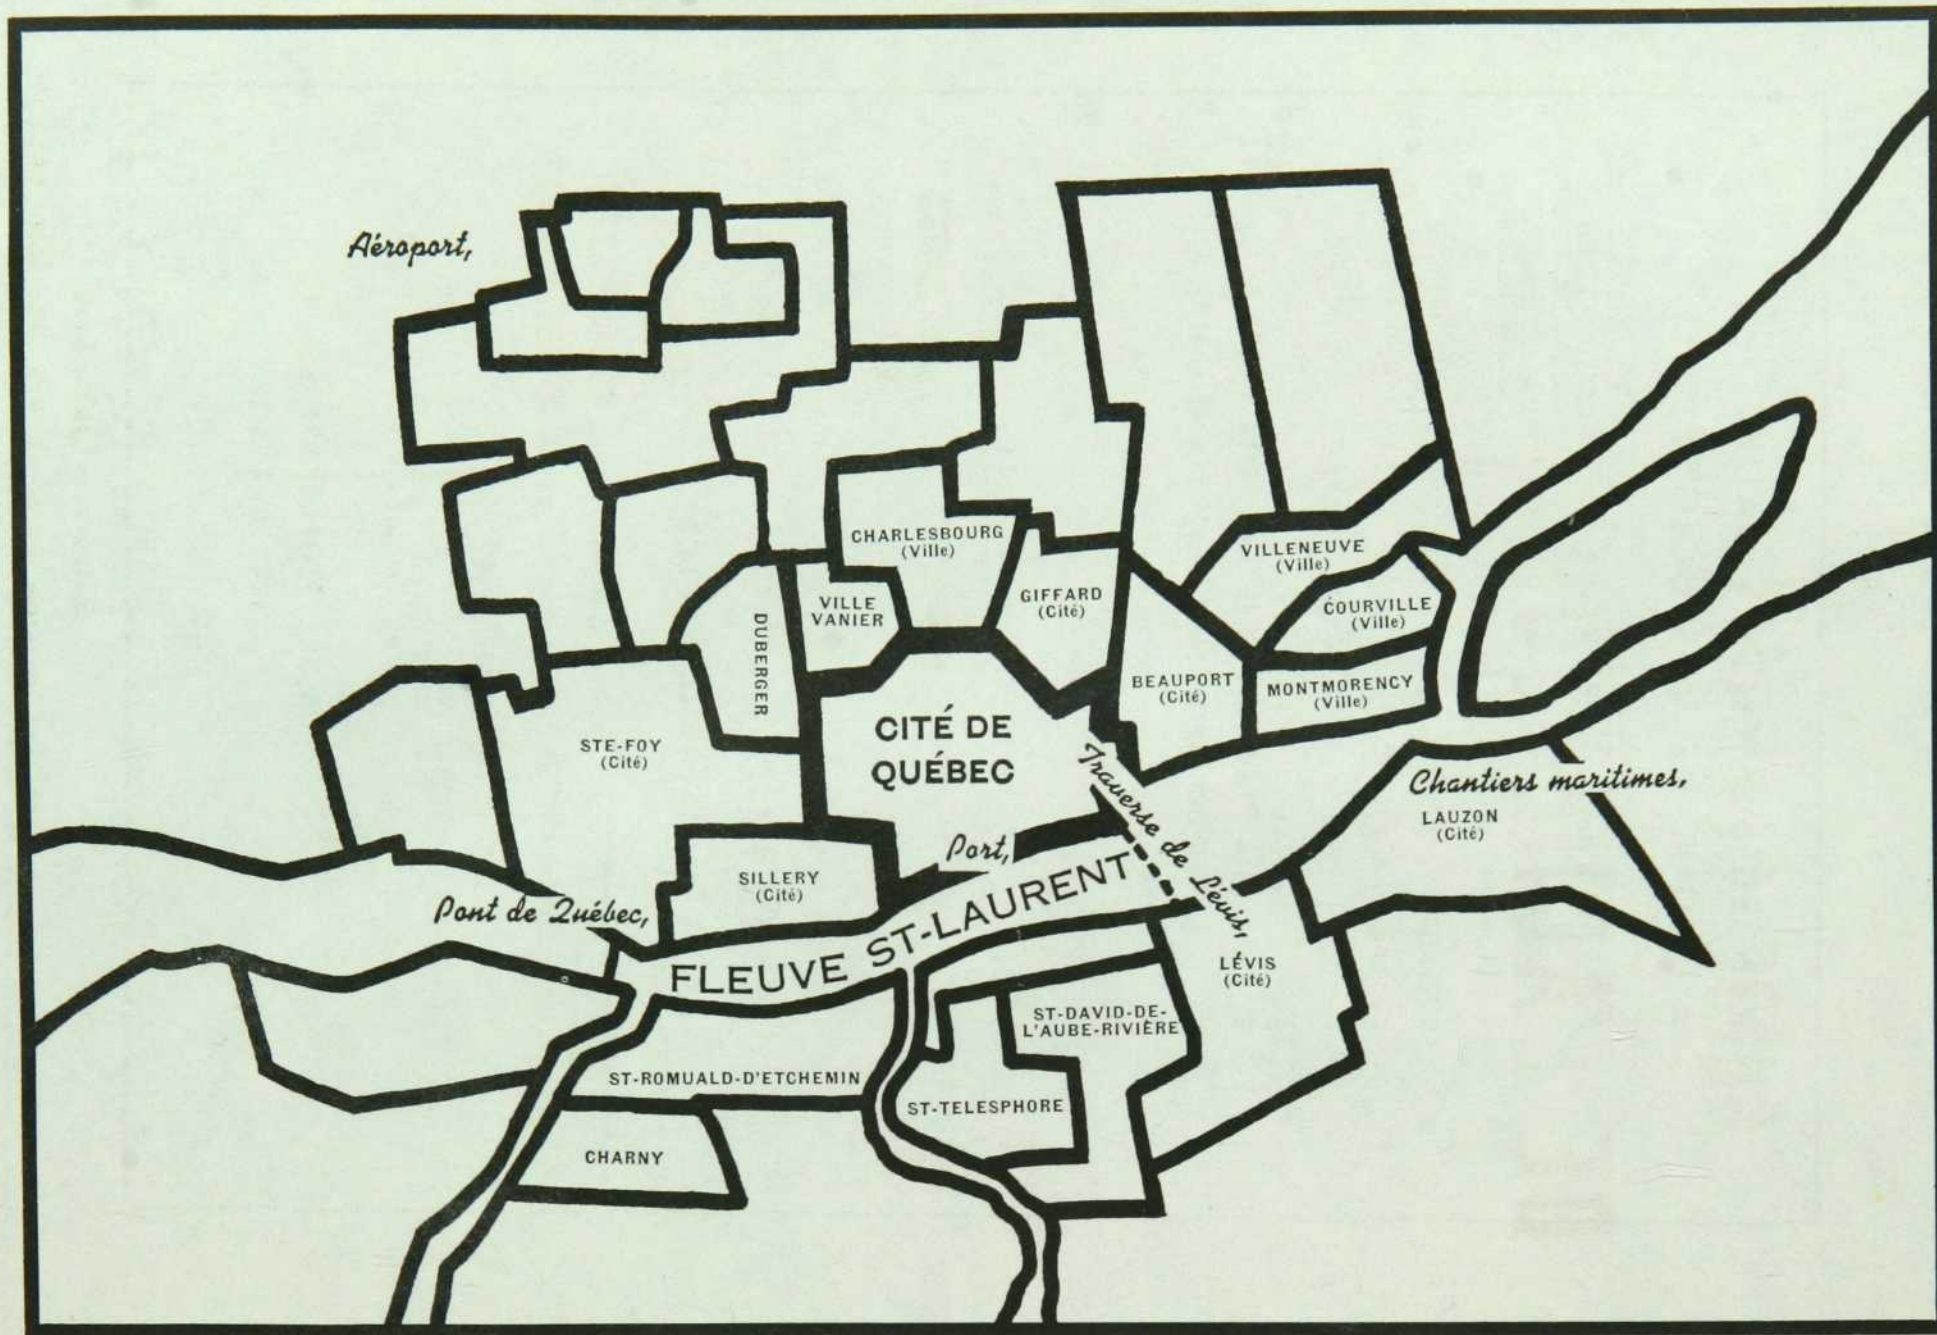 Aéroport,
CHARLESBOURG
(Ville)
VILLENEUVE
(Ville)
VILLE
VANIER
GIFFARD
(Cité)
COURVILLE
(Ville)
DUBERGER
BEAUPORT
(Cité)
MONTMORENCY
(Ville)
STE-FOY
(Cité)
CITÉ DE
QUÉBEC
Traverse de Lévis,
Chantiers maritimes,
LAUZON
(Cité)
Port,
SILLERY
(Cité)
Pont de Québec,
FLEUVE ST-LAURENT
LÉVIS
(Cité)
ST-DAVID-DE-
L'AUBE-RIVIÈRE
ST-ROMUALD-D'ETCHEMIN
ST-TELESPHORE
CHARNY